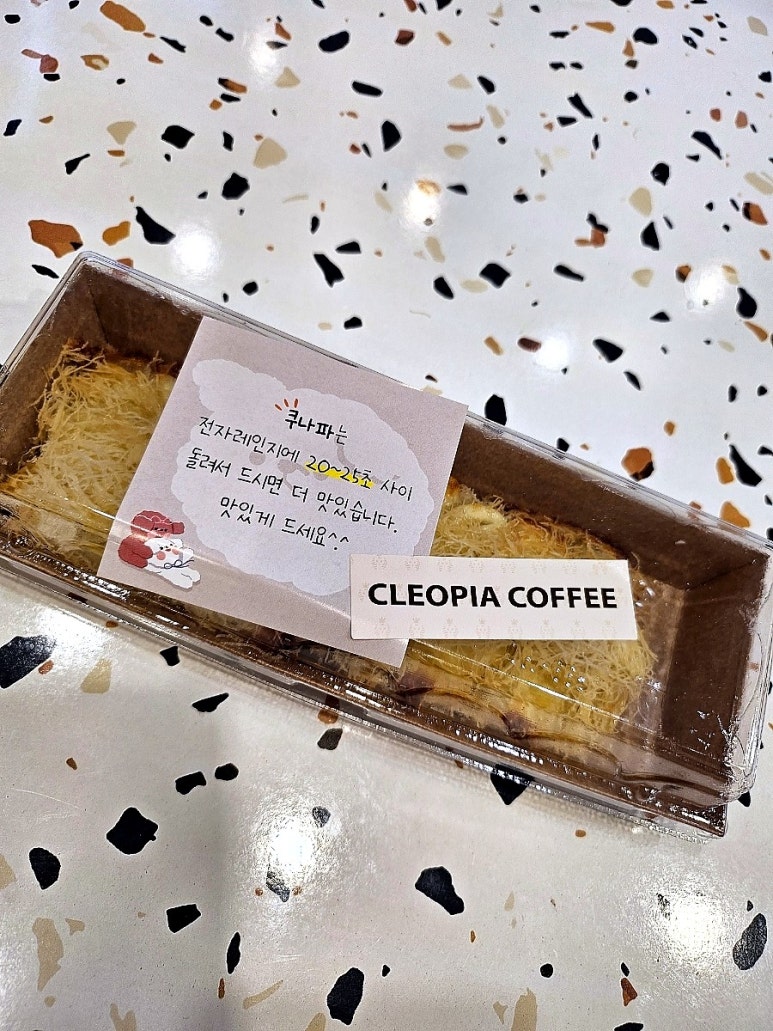 쿠나파는
전자레인지에 20~25초 사이
돌려서 드시면 더 맛있습니다.
맛있게 드세요^^
CLEOPIA COFFEE